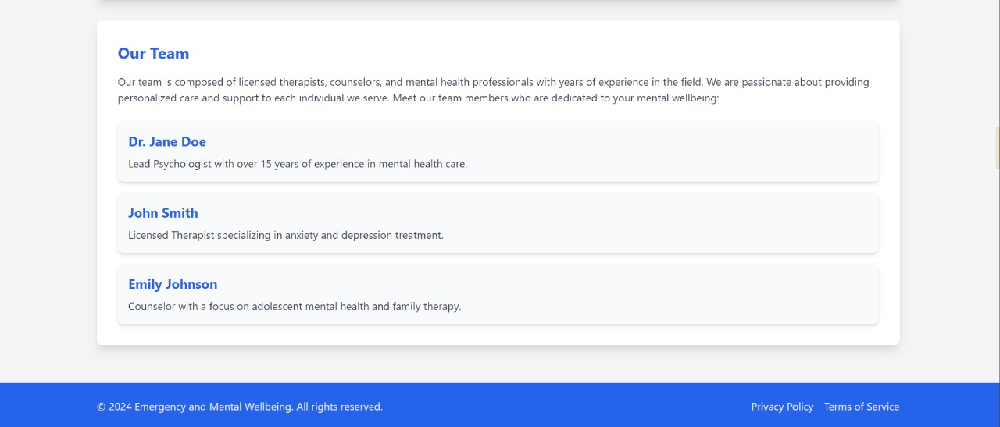 Our Team
Our team is composed of licensed therapists, counselors, and mental health professionals with years of experience in the field. We are passionate about providing
personalized care and support to each individual we serve. Meet our team members who are dedicated to your mental wellbeing:
Dr. Jane Doe
Lead Psychologist with over 15 years of experience in mental health care.
John Smith
Licensed Therapist specializing in anxiety and depression treatment.
Emily Johnson
Counselor with a focus on adolescent mental health and family therapy.
© 2024 Emergency and Mental Wellbeing. All rights reserved.
Privacy Policy Terms of Service